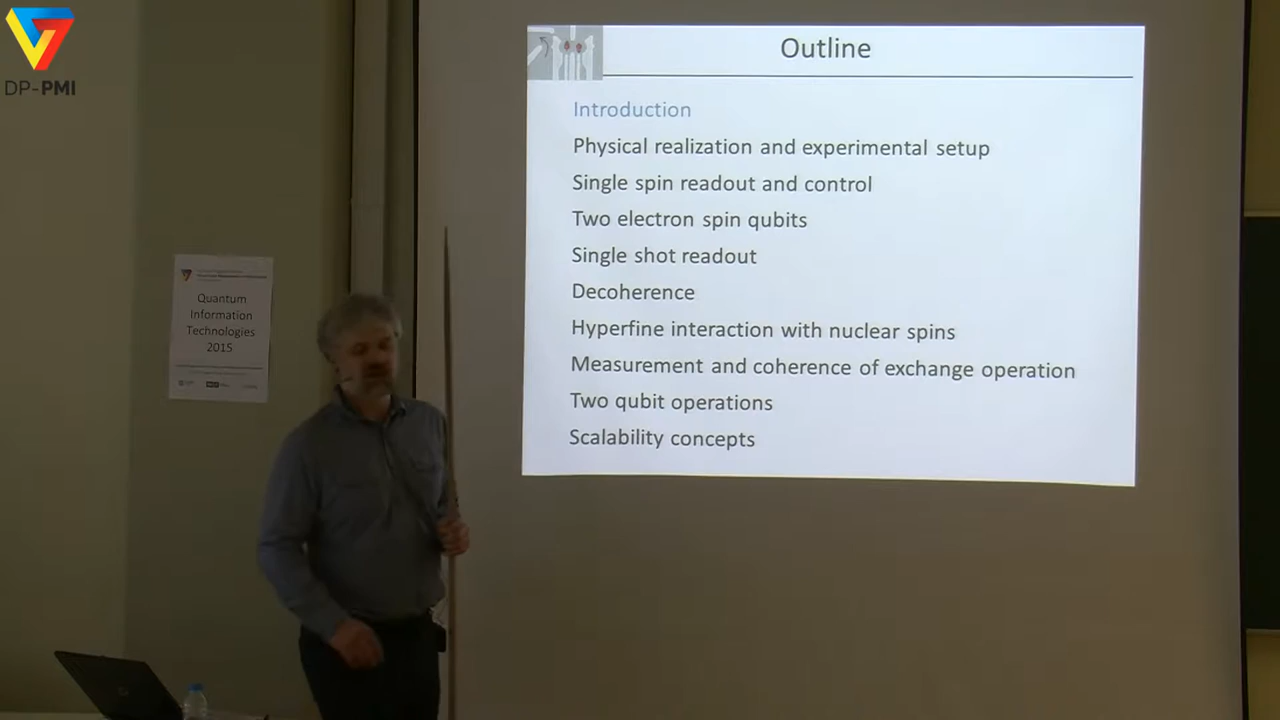 DP-PMI
Outline
Introduction
Physical realization and experimental setup
Single spin readout and control
Two electron spin qubits
Single shot readout
Decoherence
Hyperfine interaction with nuclear spins
Measurement and coherence of exchange operation
Two qubit operations
Scalability concepts
Quantum
Information
Technologies
2015